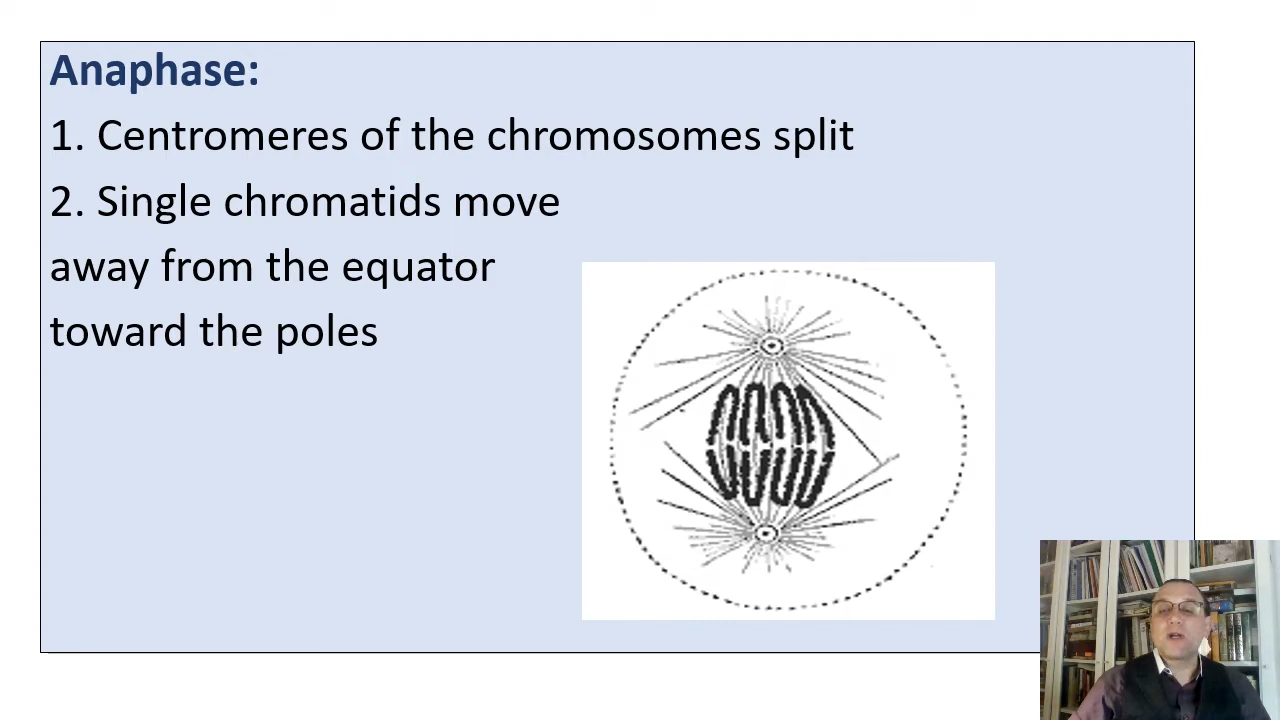 Anaphase:
1. Centromeres of the chromosomes split
2. Single chromatids move
away from the equator
toward the poles